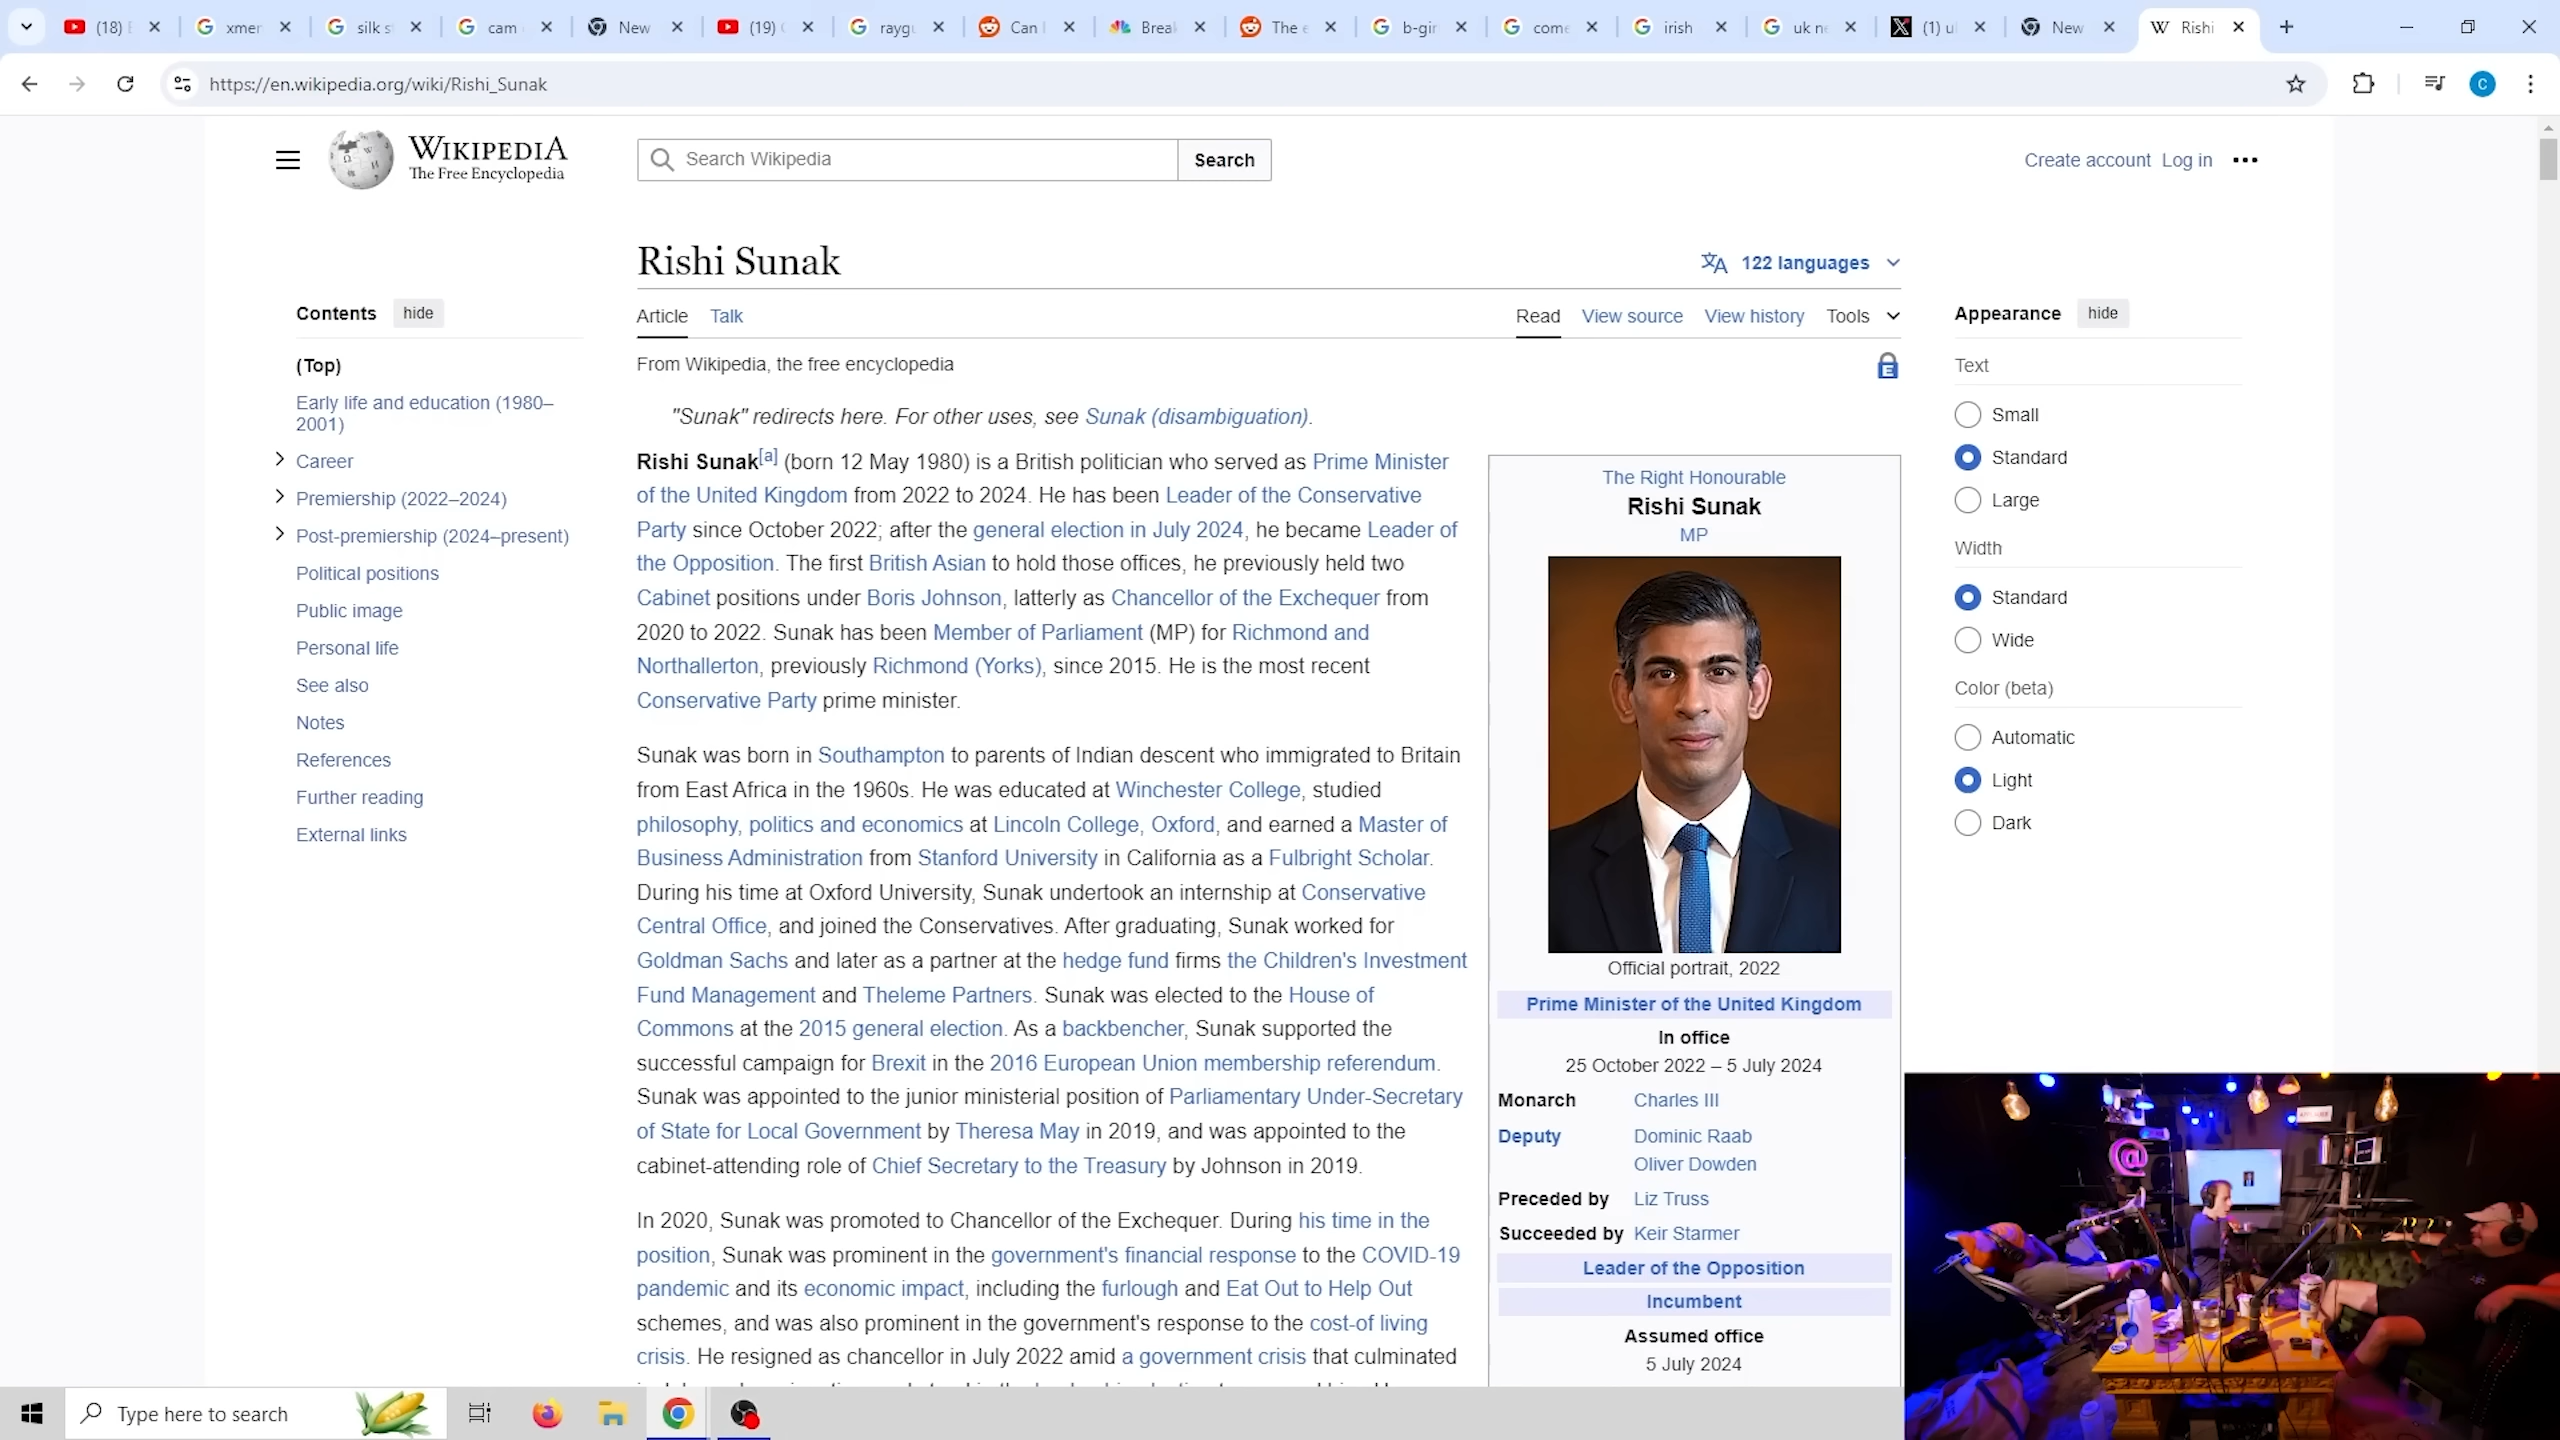 (18) E
xmer
silk s
cam
New
(19)
raygu
Can
Break
The e
b-gir
come
irish
uk ne
(1) u
New
Rishi
https://en.wikipedia.org/wiki/Rishi_Sunak
WIKIPEDIA
The Free Encyclopedia
Search Wikipedia
Search
Create account Log in
Rishi Sunak
122 languages
Article Talk
Read View source View history Tools
From Wikipedia, the free encyclopedia
Contents hide
(Top)
Early life and education (1980–
2001)
Career
Premiership (2022–2024)
Post-premiership (2024–present)
Political positions
Public image
Personal life
See also
Notes
References
Further reading
External links
"Sunak" redirects here. For other uses, see Sunak (disambiguation).
Rishi Sunak[a] (born 12 May 1980) is a British politician who served as Prime Minister
of the United Kingdom from 2022 to 2024. He has been Leader of the Conservative
Party since October 2022; after the general election in July 2024, he became Leader of
the Opposition. The first British Asian to hold those offices, he previously held two
Cabinet positions under Boris Johnson, latterly as Chancellor of the Exchequer from
2020 to 2022. Sunak has been Member of Parliament (MP) for Richmond and
Northallerton, previously Richmond (Yorks), since 2015. He is the most recent
Conservative Party prime minister.
Sunak was born in Southampton to parents of Indian descent who immigrated to Britain
from East Africa in the 1960s. He was educated at Winchester College, studied
philosophy, politics and economics at Lincoln College, Oxford, and earned a Master of
Business Administration from Stanford University in California as a Fulbright Scholar.
During his time at Oxford University, Sunak undertook an internship at Conservative
Central Office, and joined the Conservatives. After graduating, Sunak worked for
Goldman Sachs and later as a partner at the hedge fund firms the Children's Investment
Fund Management and Theleme Partners. Sunak was elected to the House of
Commons at the 2015 general election. As a backbencher, Sunak supported the
successful campaign for Brexit in the 2016 European Union membership referendum.
Sunak was appointed to the junior ministerial position of Parliamentary Under-Secretary
of State for Local Government by Theresa May in 2019, and was appointed to the
cabinet-attending role of Chief Secretary to the Treasury by Johnson in 2019.
In 2020, Sunak was promoted to Chancellor of the Exchequer. During his time in the
position, Sunak was prominent in the government's financial response to the COVID-19
pandemic and its economic impact, including the furlough and Eat Out to Help Out
schemes, and was also prominent in the government's response to the cost-of living
crisis. He resigned as chancellor in July 2022 amid a government crisis that culminated
The Right Honourable
Rishi Sunak
MP
Official portrait, 2022
Prime Minister of the United Kingdom
In office
25 October 2022 – 5 July 2024
Monarch Charles III
Deputy Dominic Raab
Oliver Dowden
Preceded by Liz Truss
Succeeded by Keir Starmer
Leader of the Opposition
Incumbent
Assumed office
5 July 2024
Appearance hide
Text
Small
Standard
Large
Width
Standard
Wide
Color (beta)
Automatic
Light
Dark
Type here to search